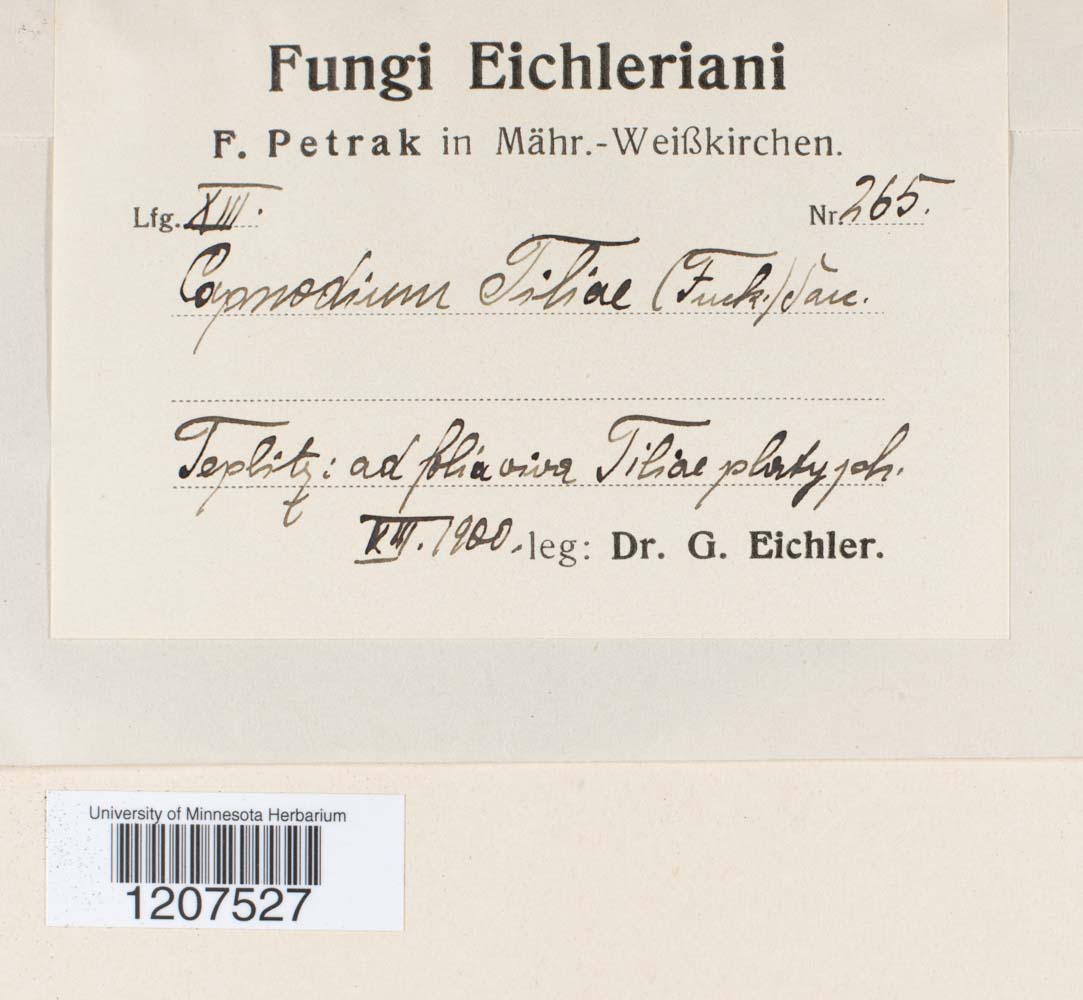 Fungi Eichleriani
F. Petrak in Mähr.-Weißkirchen.
Lfg. XIII. Nr. 265.
Capnodium Tiliae (Fuck.) Sacc.
Teplitz: ad folia viva Tiliae platyph.
1900. leg: Dr. G. Eichler.
University of Minnesota Herbarium
1207527